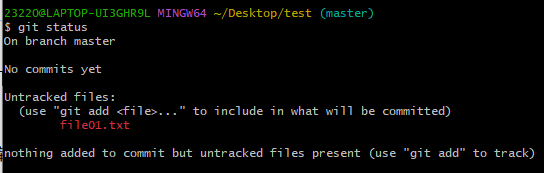 23220@LAPTOP-UI3GHR9L MINGW64 ~/Desktop/test (master)
$ git status
On branch master
No commits yet
Untracked files:
(use "git add <file>..." to include in what will be committed)
file01.txt
nothing added to commit but untracked files present (use "git add" to track)